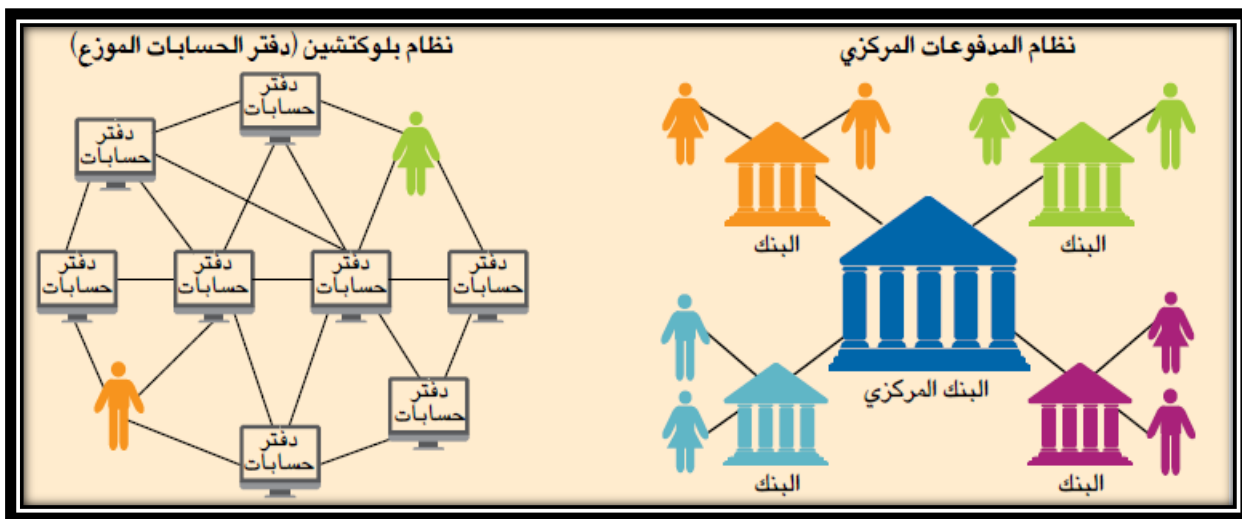 نظام المدفوعات المركزي
البنك
البنك
البنك المركزي
البنك
البنك
نظام بلوكتشين (دفتر الحسابات الموزع)
دفتر
حسابات
دفتر
حسابات
دفتر
حسابات
دفتر
حسابات
دفتر
حسابات
دفتر
حسابات
دفتر
حسابات
دفتر
حسابات